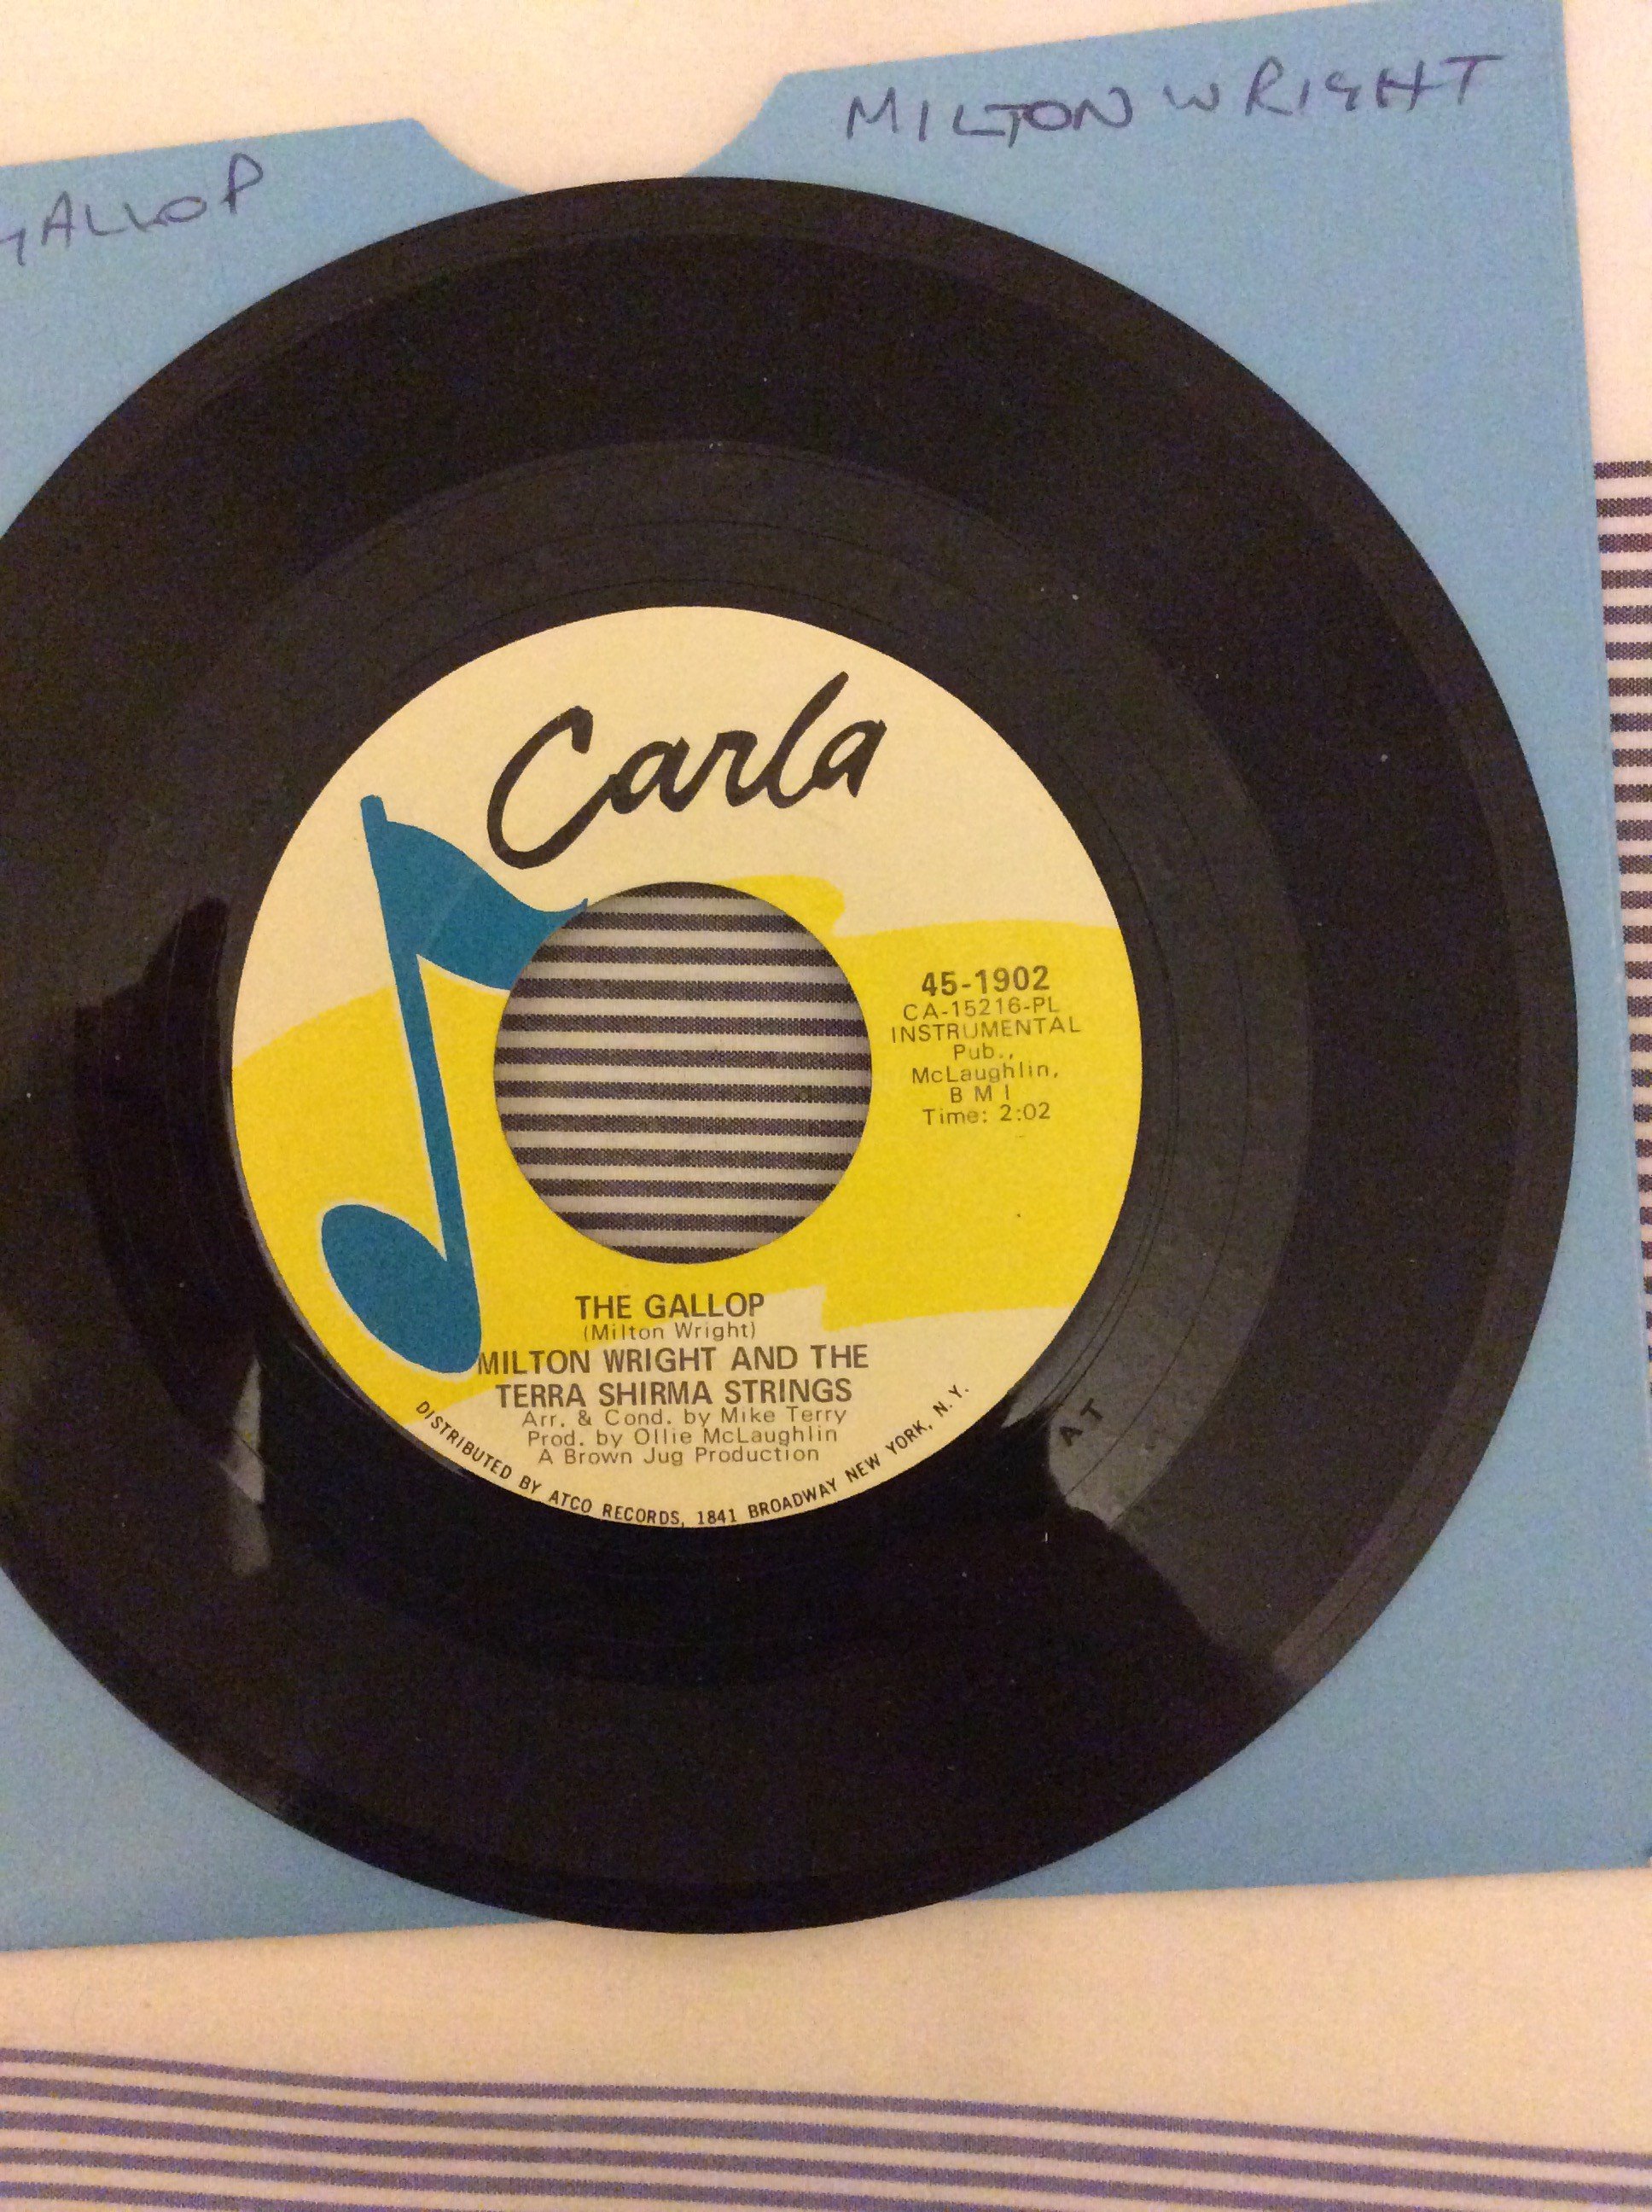 GALLOP
MILTON WRIGHT
Carla
45-1902
CA-15216-PL
INSTRUMENTAL
Pub.,
McLaughlin,
B M I
Time: 2:02
THE GALLOP
(Milton Wright)
MILTON WRIGHT AND THE
TERRA SHIRMA STRINGS
Arr. & Cond. by Mike Terry
Prod. by Ollie McLaughlin
A Brown Jug Production
DISTRIBUTED BY ATCO RECORDS, 1841 BROADWAY NEW YORK, N.Y.
AT